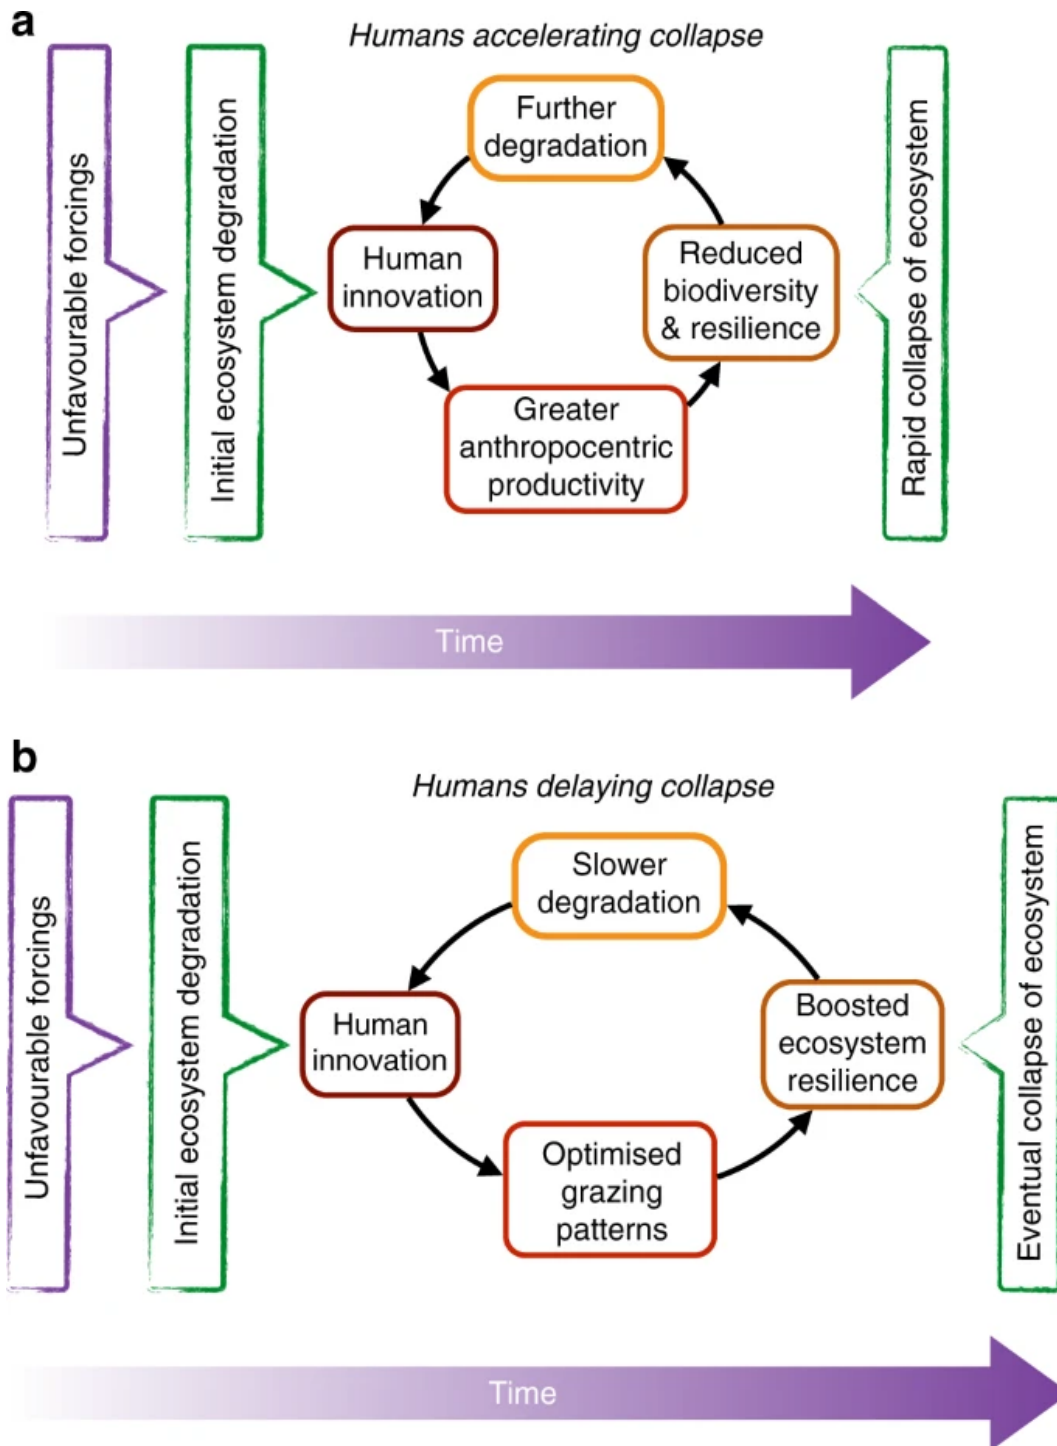 a
Humans accelerating collapse
Unfavourable forcings
Initial ecosystem degradation
Further
degradation
Human
innovation
Reduced
biodiversity
& resilience
Greater
anthropocentric
productivity
Rapid collapse of ecosystem
Time
b
Humans delaying collapse
Unfavourable forcings
Initial ecosystem degradation
Slower
degradation
Human
innovation
Boosted
ecosystem
resilience
Optimised
grazing
patterns
Eventual collapse of ecosystem
Time